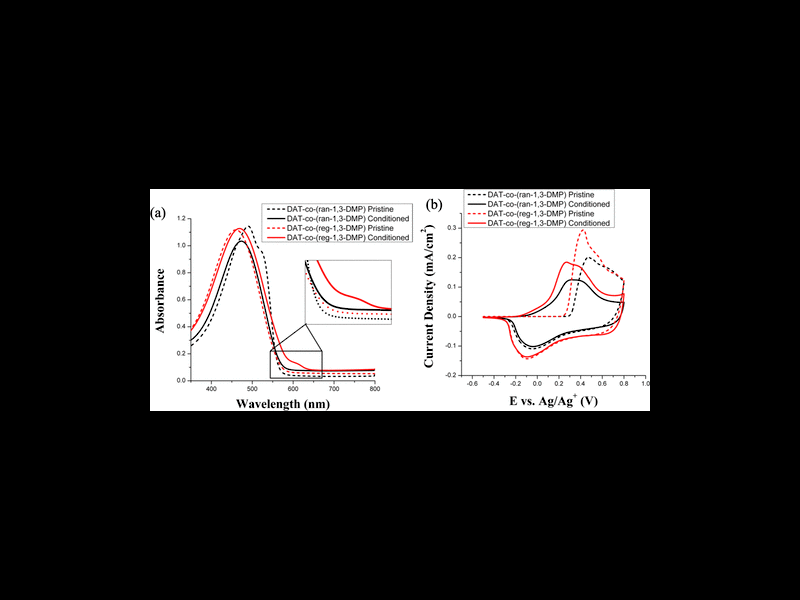 (a)
DAT-co-(ran-1,3-DMP) Pristine
DAT-co-(ran-1,3-DMP) Conditioned
DAT-co-(reg-1,3-DMP) Pristine
DAT-co-(reg-1,3-DMP) Conditioned
1.2
1.0
0.8
0.6
0.4
0.2
0.0
Absorbance
400
500
600
700
800
Wavelength (nm)
(b)
DAT-co-(ran-1,3-DMP) Pristine
DAT-co-(ran-1,3-DMP) Conditioned
DAT-co-(reg-1,3-DMP) Pristine
DAT-co-(reg-1,3-DMP) Conditioned
0.3
0.2
0.1
0.0
-0.1
-0.2
Current Density (mA/cm²)
-0.6
-0.4
-0.2
0.0
0.2
0.4
0.6
0.8
1.0
E vs. Ag/Ag⁺ (V)